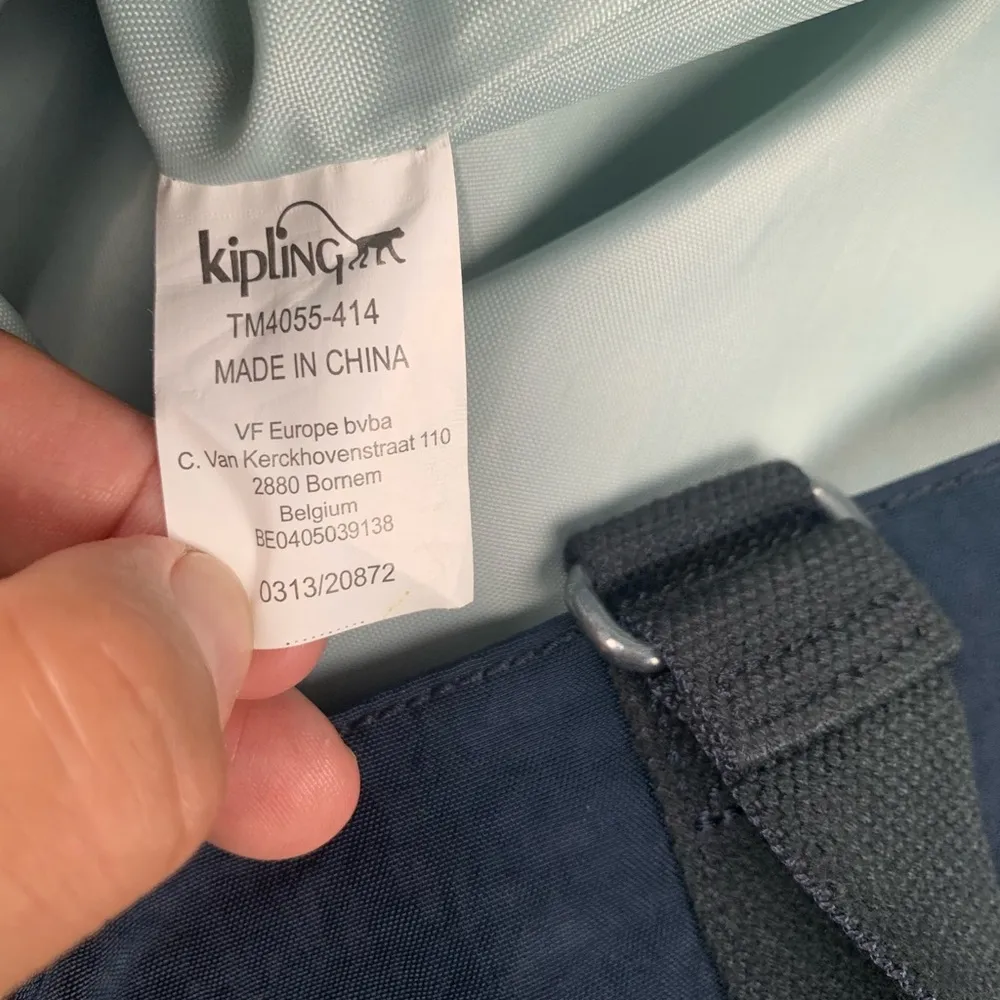 kipling
TM4055-414
MADE IN CHINA
VF Europe bvba
C. Van Kerckhovenstraat 110
2880 Bornem
Belgium
BE0405039138
0313/20872